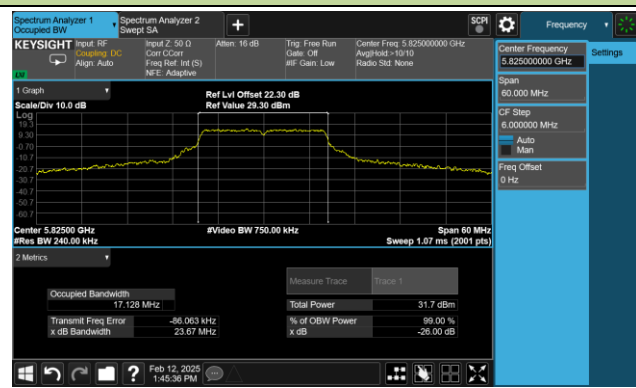 Spectrum Analyzer 1
Occupied BW
Spectrum Analyzer 2
Swept SA
SCPI
Frequency
KEYSIGHT
Input: RF
Coupling: DC
Align: Auto
Input Z: 50 Ω
Corr CCorr
Freq Ref: Int (S)
NFE: Adaptive
Atten: 16 dB
Trig: Free Run
Gate: Off
#IF Gain: Low
Center Freq: 5.825000000 GHz
Avg|Hold:>10/10
Radio Std: None
Center Frequency
5.825000000 GHz
Settings
Span
60.000 MHz
CF Step
6.000000 MHz
Auto
Man
Freq Offset
0 Hz
1 Graph
Scale/Div 10.0 dB
Ref Lvl Offset 22.30 dB
Ref Value 29.30 dBm
Log
19.3
9.30
-0.70
-10.7
-20.7
-30.7
-40.7
-50.7
-60.7
Center 5.82500 GHz
#Res BW 240.00 kHz
#Video BW 750.00 kHz
Span 60 MHz
Sweep 1.07 ms (2001 pts)
2 Metrics
Measure Trace
Trace 1
Occupied Bandwidth
17.128 MHz
Total Power
31.7 dBm
Transmit Freq Error
-86.063 kHz
% of OBW Power
99.00 %
x dB Bandwidth
23.67 MHz
x dB
-26.00 dB
Feb 12, 2025
1:45:36 PM